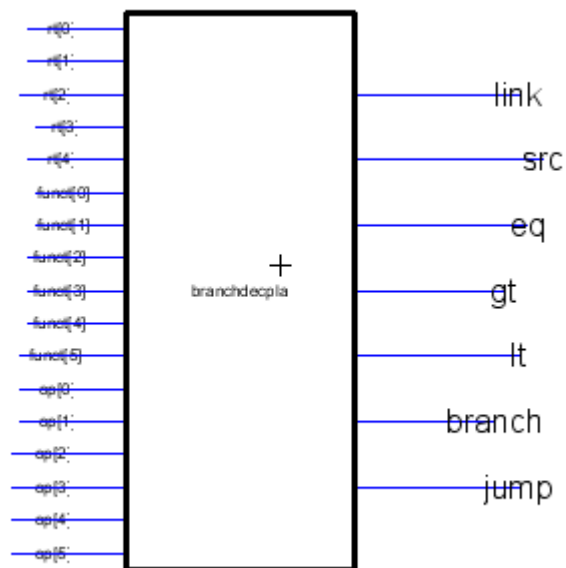 rt[0]
rt[1]
rt[2]
rt[3]
rt[4]
funct[0]
funct[1]
funct[2]
funct[3]
funct[4]
funct[5]
op[0]
op[1]
op[2]
op[3]
op[4]
op[5]
branchdecpla
link
src
eq
gt
lt
branch
jump